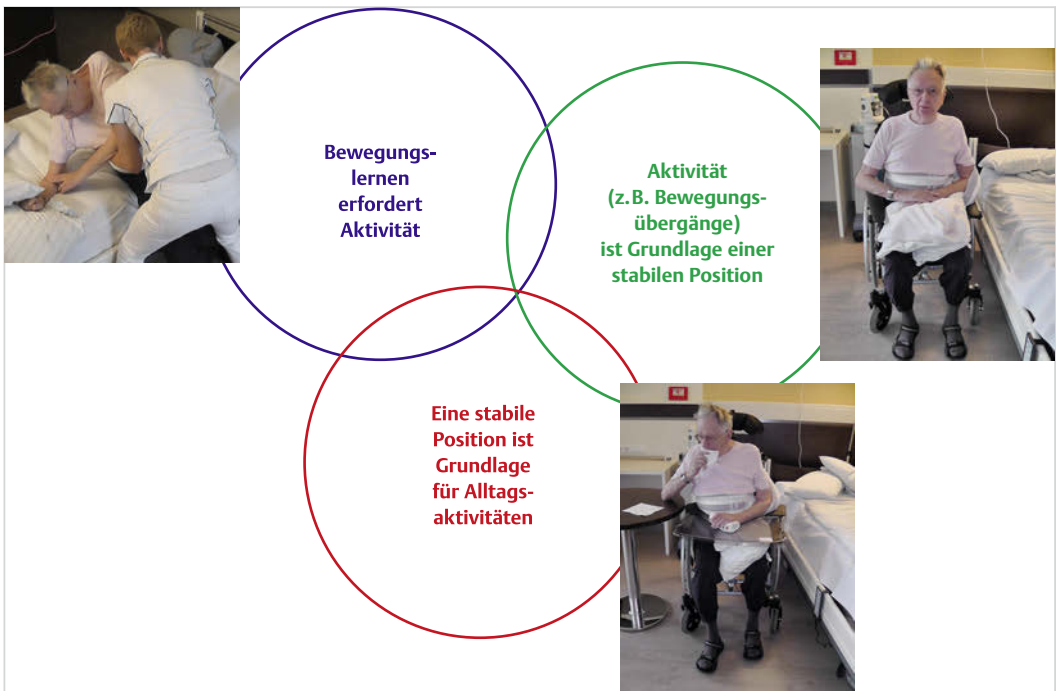 Bewegungs-
lernen
erfordert
Aktivität
Aktivität
(z. B. Bewegungs-
übergänge)
ist Grundlage einer
stabilen Position
Eine stabile
Position ist
Grundlage
für Alltags-
aktivitäten